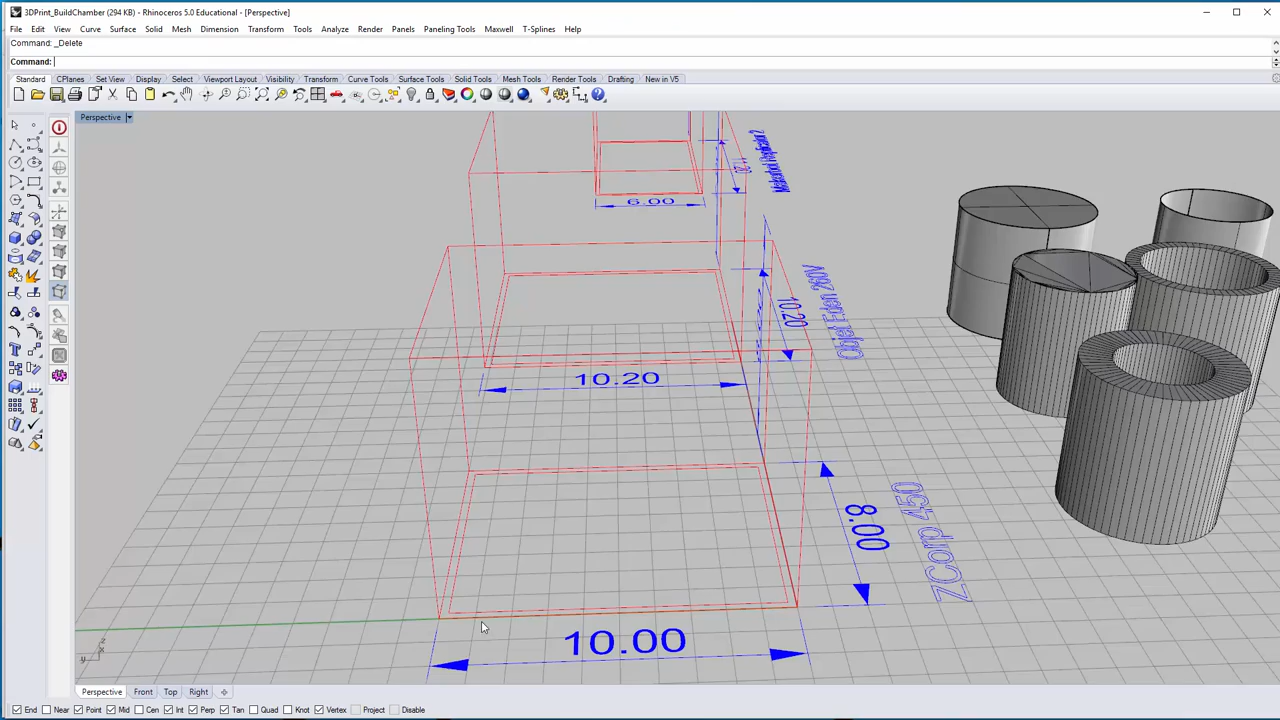 3DPrint_BuildChamber (294 KB) - Rhinoceros 5.0 Educational - [Perspective]
File Edit View Curve Surface Solid Mesh Dimension Transform Tools Analyze Render Panels Paneling Tools Maxwell T-Splines Help
Command: _Delete
Command:
Standard CPlanes Set View Display Select Viewport Layout Visibility Transform Curve Tools Surface Tools Solid Tools Mesh Tools Render Tools Drafting New in V5
Perspective
6.00
10.20
10.20
8.00
ZCorp 450
10.00
Perspective Front Top Right
End Near Point Mid Cen Int Perp Tan Quad Knot Vertex Project Disable